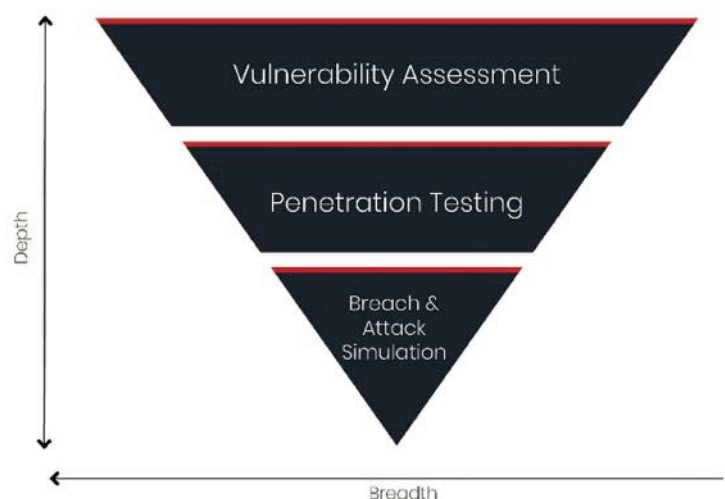 Vulnerability Assessment
Penetration Testing
Breach &
Attack
Simulation
Depth
Breadth